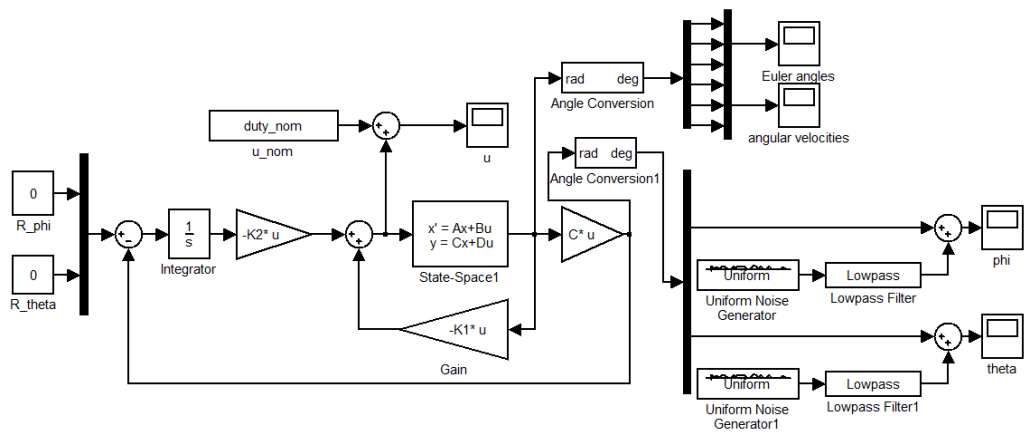 rad deg
Angle Conversion
Euler angles
angular velocities
duty_nom
u_nom
u
rad deg
Angle Conversion1
0
R_phi
0
R_theta
1
s
Integrator
-K2* u
x' = Ax+Bu
y = Cx+Du
State-Space1
C* u
-K1* u
Gain
phi
Uniform
Uniform Noise
Generator
Lowpass
Lowpass Filter
theta
Uniform
Uniform Noise
Generator1
Lowpass
Lowpass Filter1